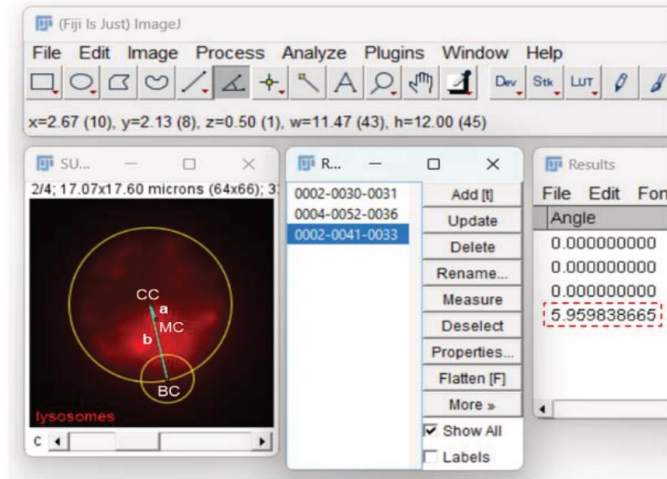 (Fiji Is Just) ImageJ
File Edit Image Process Analyze Plugins Window Help
A Dev Stk LUT
x=2.67 (10), y=2.13 (8), z=0.50 (1), w=11.47 (43), h=12.00 (45)
SU...
2/4; 17.07x17.60 microns (64x66);
CC
a
MC
b
BC
lysosomes
c
R...
0002-0030-0031
0004-0052-0036
0002-0041-0033
Add [t]
Update
Delete
Rename...
Measure
Deselect
Properties...
Flatten [F]
More »
Show All
Labels
Results
File Edit Fon
Angle
0.000000000
0.000000000
0.000000000
5.959838665